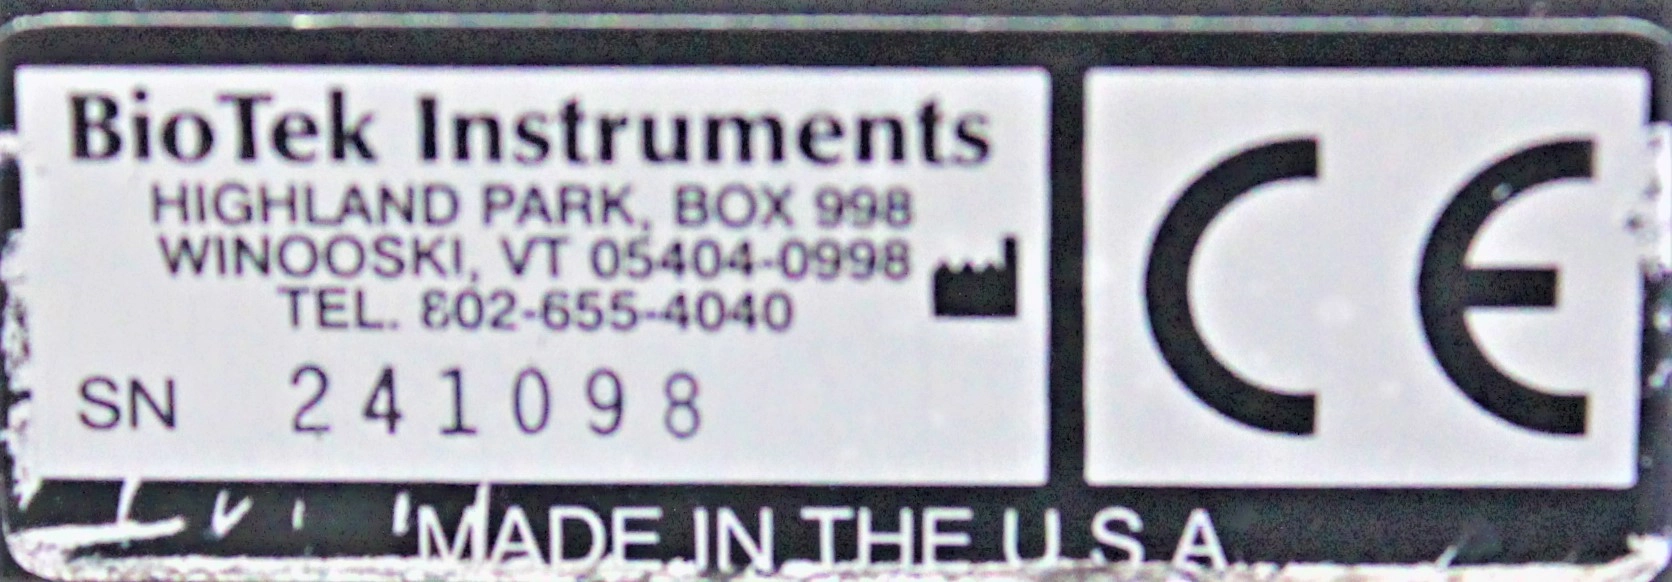 BioTek Instruments
HIGHLAND PARK, BOX 998
WINOOSKI, VT 05404-0998
TEL. 802-655-4040
SN 241098
CE
MADE IN THE U S A